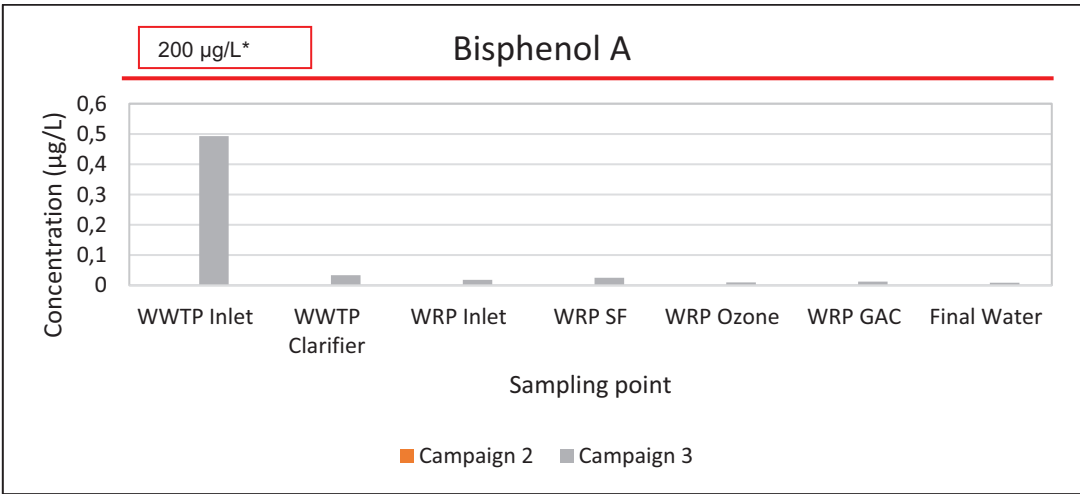 200 µg/L*
Bisphenol A
Concentration (µg/L)
0,6
0,5
0,4
0,3
0,2
0,1
0
WWTP Inlet
WWTP
Clarifier
WRP Inlet
WRP SF
WRP Ozone
WRP GAC
Final Water
Sampling point
Campaign 2
Campaign 3